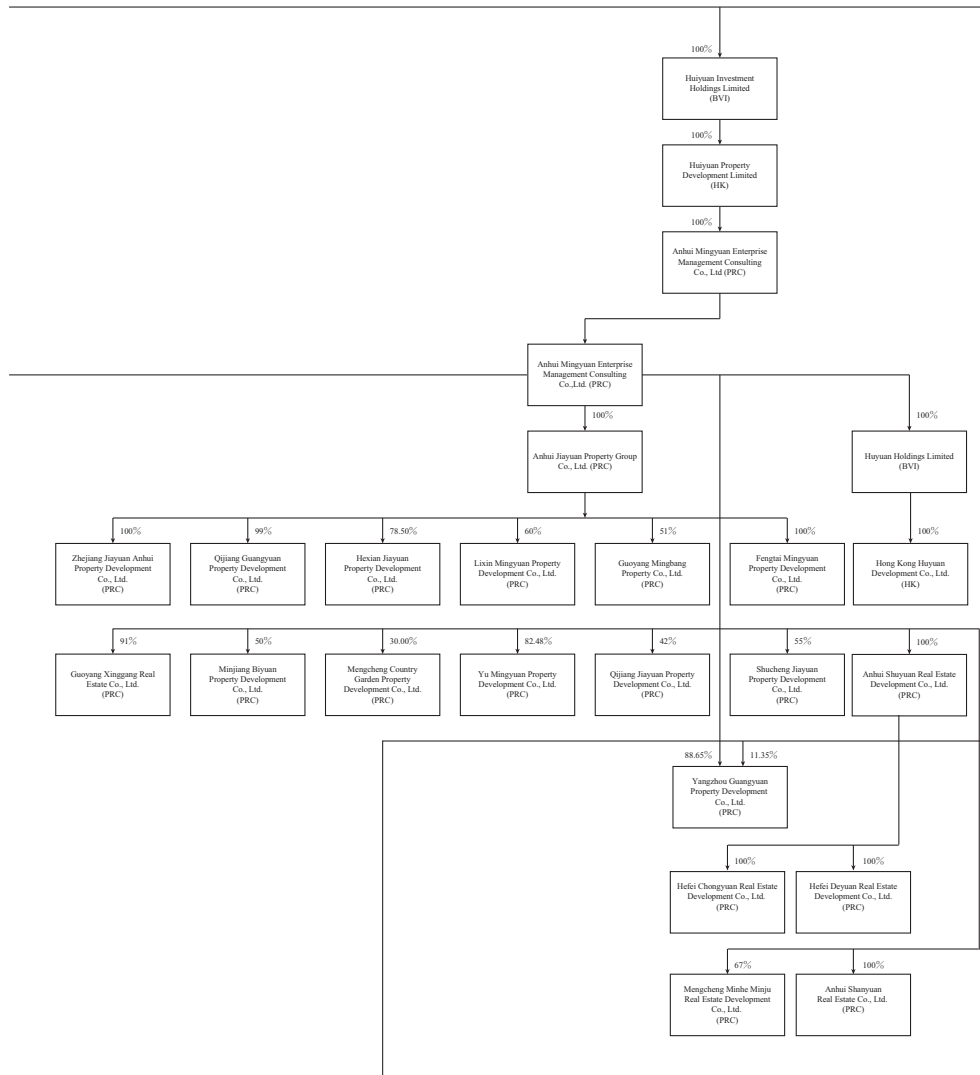 100%
Huiyuan Investment
Holdings Limited
(BVI)
100%
Huiyuan Property
Development Limited
(HK)
100%
Anhui Mingyuan Enterprise
Management Consulting
Co., Ltd (PRC)
Anhui Mingyuan Enterprise
Management Consulting
Co.,Ltd. (PRC)
100%
100%
Anhui Jiayuan Property Group
Co., Ltd. (PRC)
Huyuan Holdings Limited
(BVI)
100%
99%
78.50%
60%
51%
100%
100%
Zhejiang Jiayuan Anhui
Property Development
Co., Ltd.
(PRC)
Qijiang Guangyuan
Property Development
Co., Ltd.
(PRC)
Hexian Jiayuan
Property Development
Co., Ltd.
(PRC)
Lixin Mingyuan Property
Development Co., Ltd.
(PRC)
Guoyang Mingbang
Property Co., Ltd.
(PRC)
Fengtai Mingyuan
Property Development
Co., Ltd.
(PRC)
Hong Kong Huyuan
Development Co., Ltd.
(HK)
91%
50%
30.00%
82.48%
42%
55%
100%
Guoyang Xinggang Real
Estate Co., Ltd.
(PRC)
Minjiang Biyuan
Property Development
Co., Ltd.
(PRC)
Mengcheng Country
Garden Property
Development Co., Ltd.
(PRC)
Yu Mingyuan Property
Development Co., Ltd.
(PRC)
Qijiang Jiayuan Property
Development Co., Ltd.
(PRC)
Shucheng Jiayuan
Property Development
Co., Ltd.
(PRC)
Anhui Shuyuan Real Estate
Development Co., Ltd.
(PRC)
88.65%
11.35%
Yangzhou Guangyuan
Property Development
Co., Ltd.
(PRC)
100%
100%
Hefei Chongyuan Real Estate
Development Co., Ltd.
(PRC)
Hefei Deyuan Real Estate
Development Co., Ltd.
(PRC)
67%
100%
Mengcheng Minhe Minju
Real Estate Development
Co., Ltd.
(PRC)
Anhui Shanyuan
Real Estate Co., Ltd.
(PRC)